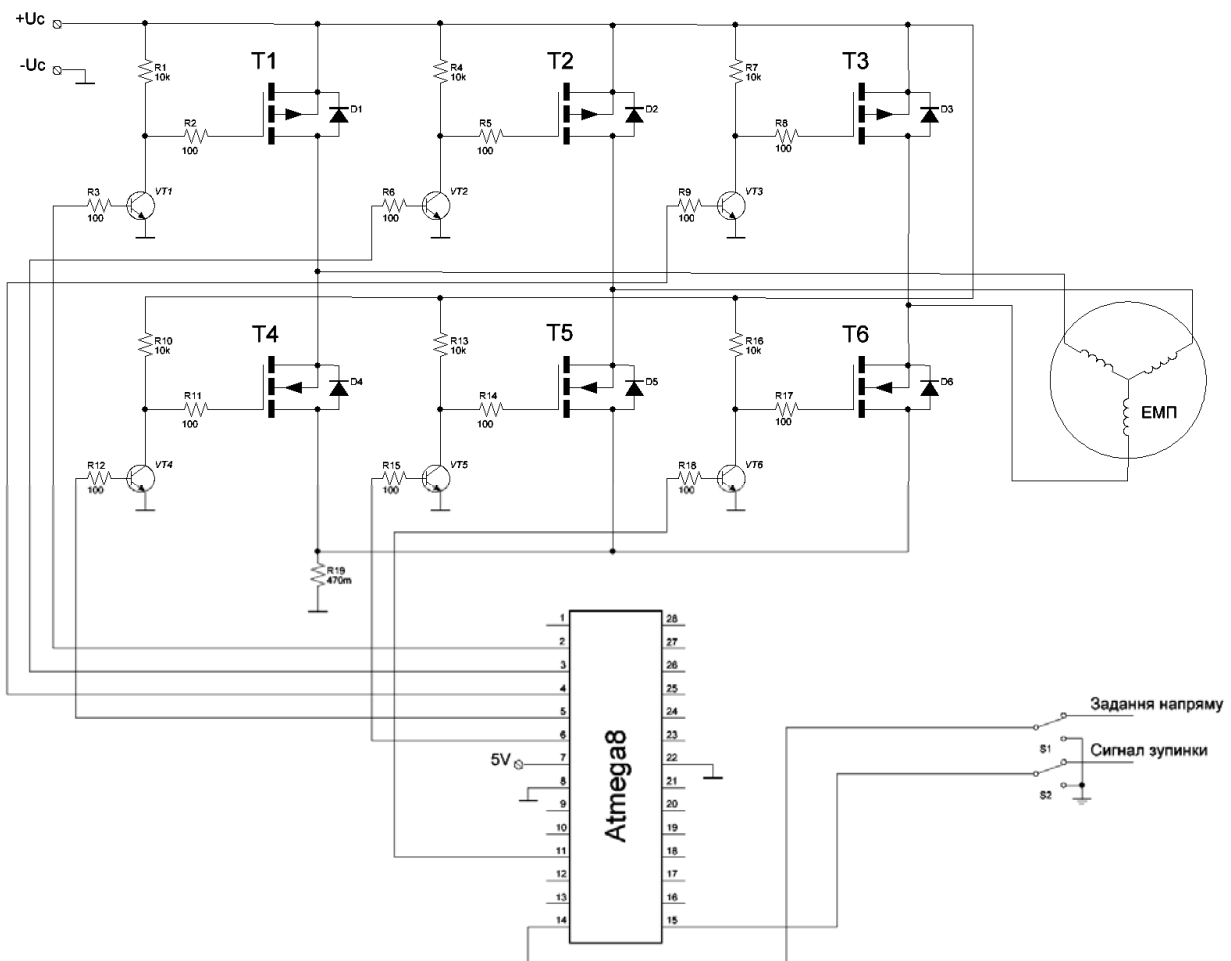 +Uc
-Uc
R1
10k
T1
D1
R2
100
R3
100
VT1
R4
10k
T2
D2
R5
100
R6
100
VT2
R7
10k
T3
D3
R8
100
R9
100
VT3
R10
10k
T4
D4
R11
100
R12
100
VT4
R13
10k
T5
D5
R14
100
R15
100
VT5
R16
10k
T6
D6
R17
100
R18
100
VT6
ЕМП
R19
470m
Atmega8
1
2
3
4
5
6
5V
7
8
9
10
11
12
13
14
28
27
26
25
24
23
22
21
20
19
18
17
16
15
Задання напряму
S1
Сигнал зупинки
S2